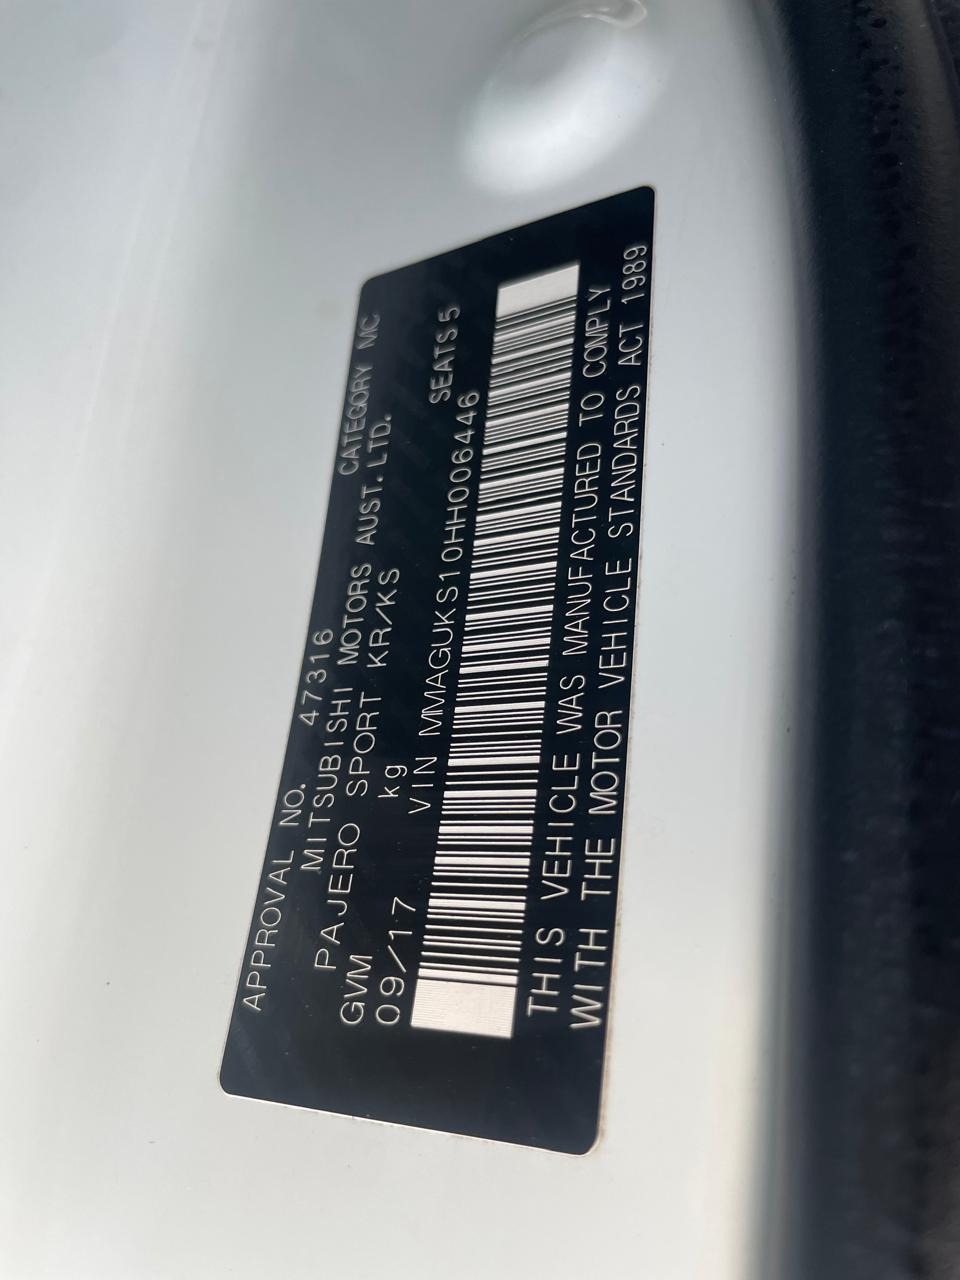 APPROVAL NO. 47316 CATEGORY MC
MITSUBISHI MOTORS AUST. LTD.
PAJERO SPORT KR/KS
GVM kg SEATS 5
09/17 VIN MMAGUKS10HH006446
THIS VEHICLE WAS MANUFACTURED TO COMPLY
WITH THE MOTOR VEHICLE STANDARDS ACT 1989